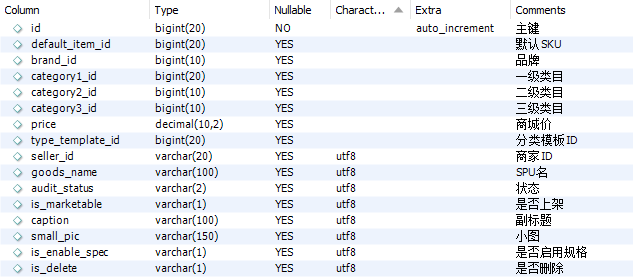 Column Type Nullable Charact... Extra Comments
id bigint(20) NO auto_increment 主键
default_item_id bigint(20) YES 默认SKU
brand_id bigint(10) YES 品牌
category1_id bigint(20) YES 一级类目
category2_id bigint(10) YES 二级类目
category3_id bigint(10) YES 三级类目
price decimal(10,2) YES 商城价
type_template_id bigint(20) YES 分类模板ID
seller_id varchar(20) YES utf8 商家ID
goods_name varchar(100) YES utf8 SPU名
audit_status varchar(2) YES utf8 状态
is_marketable varchar(1) YES utf8 是否上架
caption varchar(100) YES utf8 副标题
small_pic varchar(150) YES utf8 小图
is_enable_spec varchar(1) YES utf8 是否启用规格
is_delete varchar(1) YES utf8 是否删除